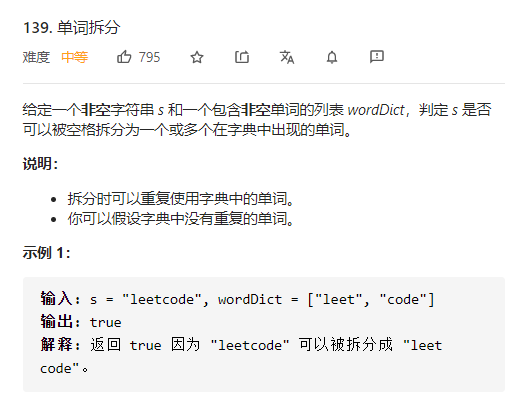 139. 单词拆分
难度 中等 795
给定一个非空字符串 s 和一个包含非空单词的列表 wordDict，判定 s 是否
可以被空格拆分为一个或多个在字典中出现的单词。
说明：
• 拆分时可以重复使用字典中的单词。
• 你可以假设字典中没有重复的单词。
示例 1：
输入: s = "leetcode", wordDict = ["leet", "code"]
输出: true
解释: 返回 true 因为 "leetcode" 可以被拆分成 "leet
code"。